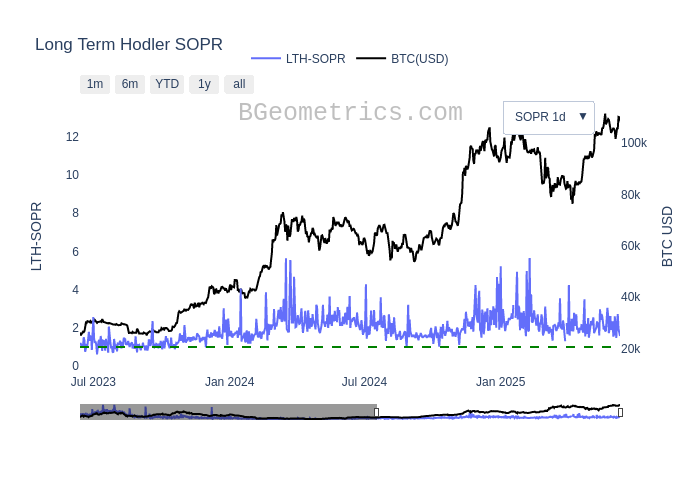 Long Term Hodler SOPR
LTH-SOPR BTC(USD)
1m 6m YTD 1y all
BGeometrics.com
SOPR 1d ▼
12
10
8
6
4
2
0
LTH-SOPR
100k
80k
60k
40k
20k
BTC USD
Jul 2023 Jan 2024 Jul 2024 Jan 2025